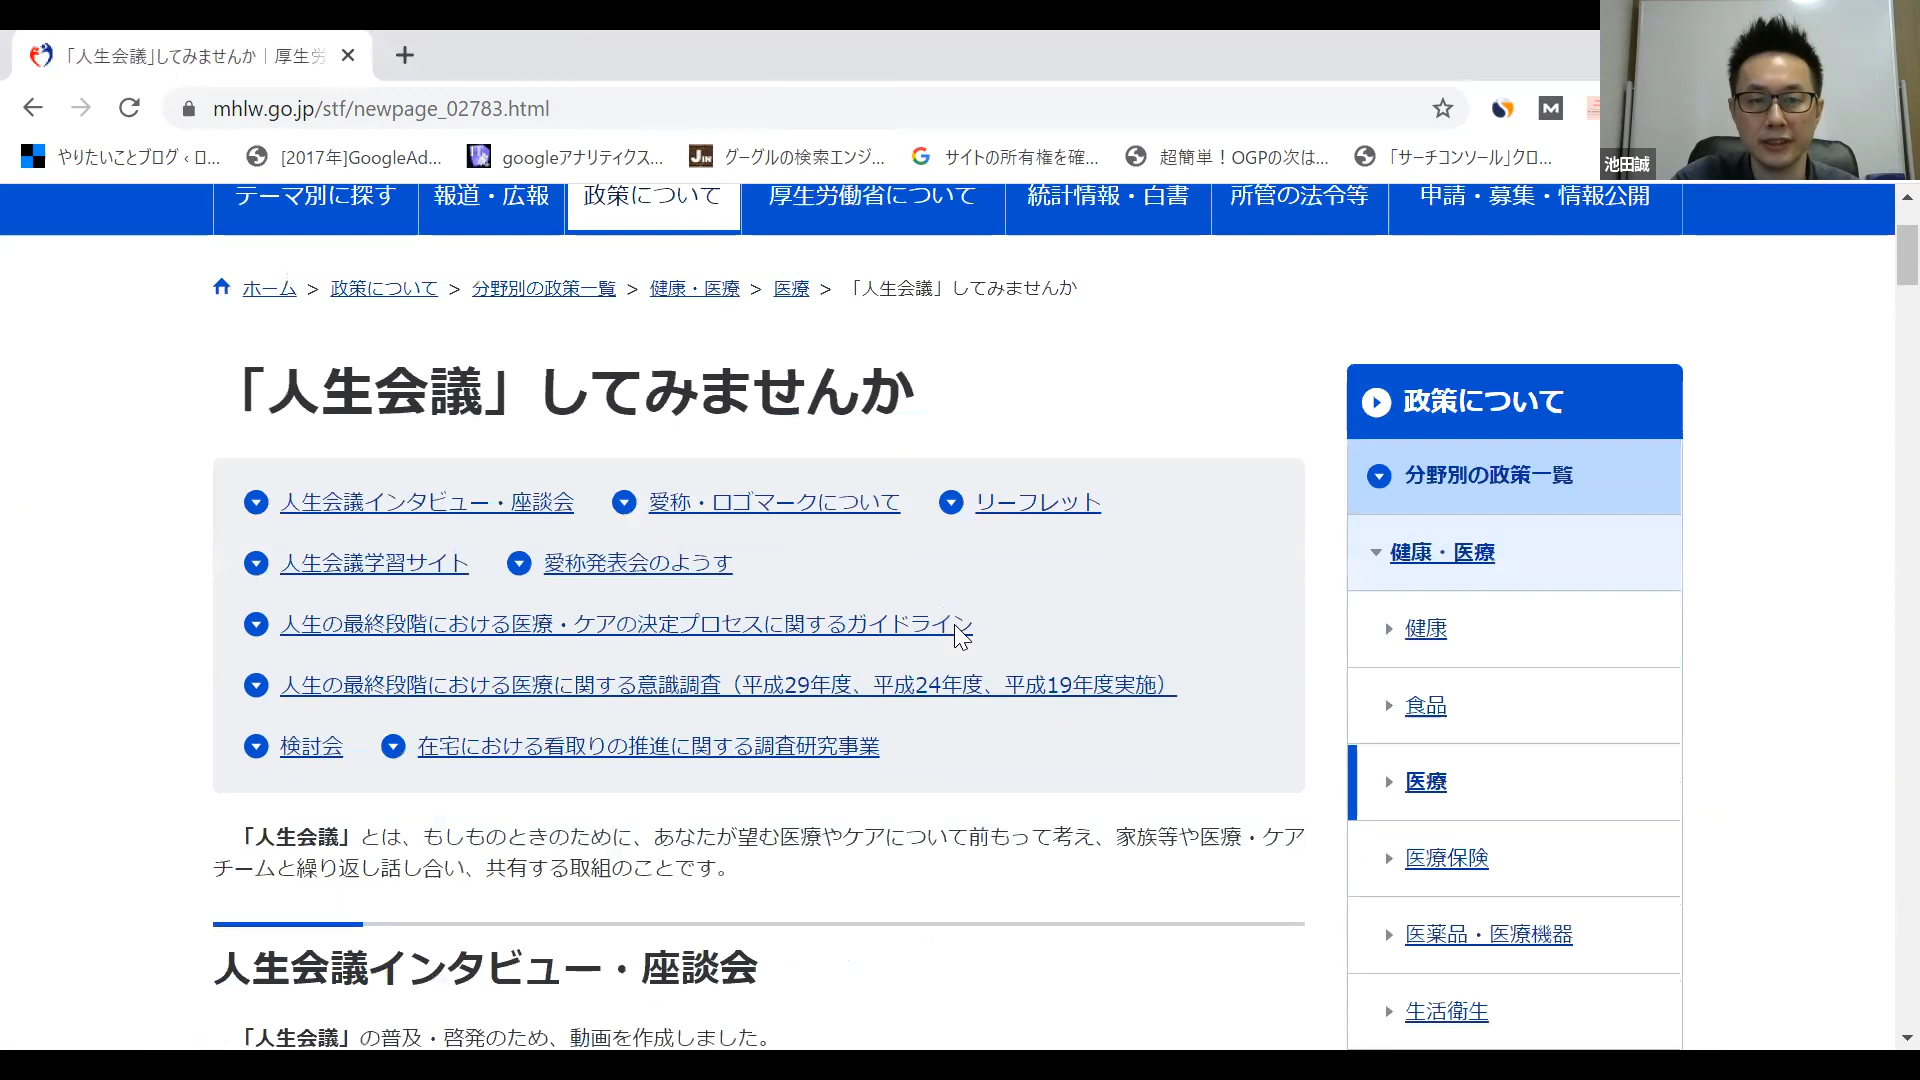 「人生会議」してみませんか｜厚生労
mhlw.go.jp/stf/newpage_02783.html
やりたいことブログ ‹ ロ...
[2017年]GoogleAd...
googleアナリティクス...
グーグルの検索エンジ...
サイトの所有権を確...
超簡単！OGPの次は...
「サーチコンソール」クロ...
池田誠
テーマ別に探す
報道・広報
政策について
厚生労働省について
統計情報・白書
所管の法令等
申請・募集・情報公開
ホーム > 政策について > 分野別の政策一覧 > 健康・医療 > 医療 > 「人生会議」してみませんか
「人生会議」してみませんか
人生会議インタビュー・座談会 愛称・ロゴマークについて リーフレット
人生会議学習サイト 愛称発表会のようす
人生の最終段階における医療・ケアの決定プロセスに関するガイドライン
人生の最終段階における医療に関する意識調査（平成29年度、平成24年度、平成19年度実施）
検討会 在宅における看取りの推進に関する調査研究事業
「人生会議」とは、もしものときのために、あなたが望む医療やケアについて前もって考え、家族等や医療・ケア
チームと繰り返し話し合い、共有する取組のことです。
人生会議インタビュー・座談会
「人生会議」の普及・啓発のため、動画を作成しました。
政策について
分野別の政策一覧
健康・医療
健康
食品
医療
医療保険
医薬品・医療機器
生活衛生